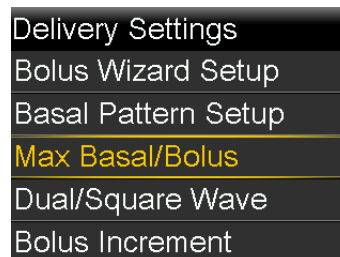 Delivery Settings
Bolus Wizard Setup
Basal Pattern Setup
Max Basal/Bolus
Dual/Square Wave
Bolus Increment